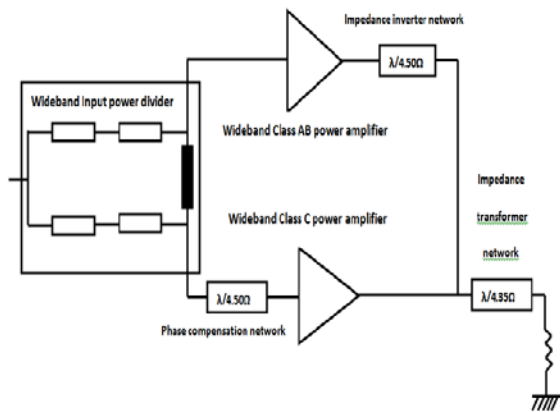 Impedance inverter network
λ/4.50Ω
Wideband Input power divider
Wideband Class AB power amplifier
Impedance
transformer
network
Wideband Class C power amplifier
λ/4.50Ω
λ/4.35Ω
Phase compensation network